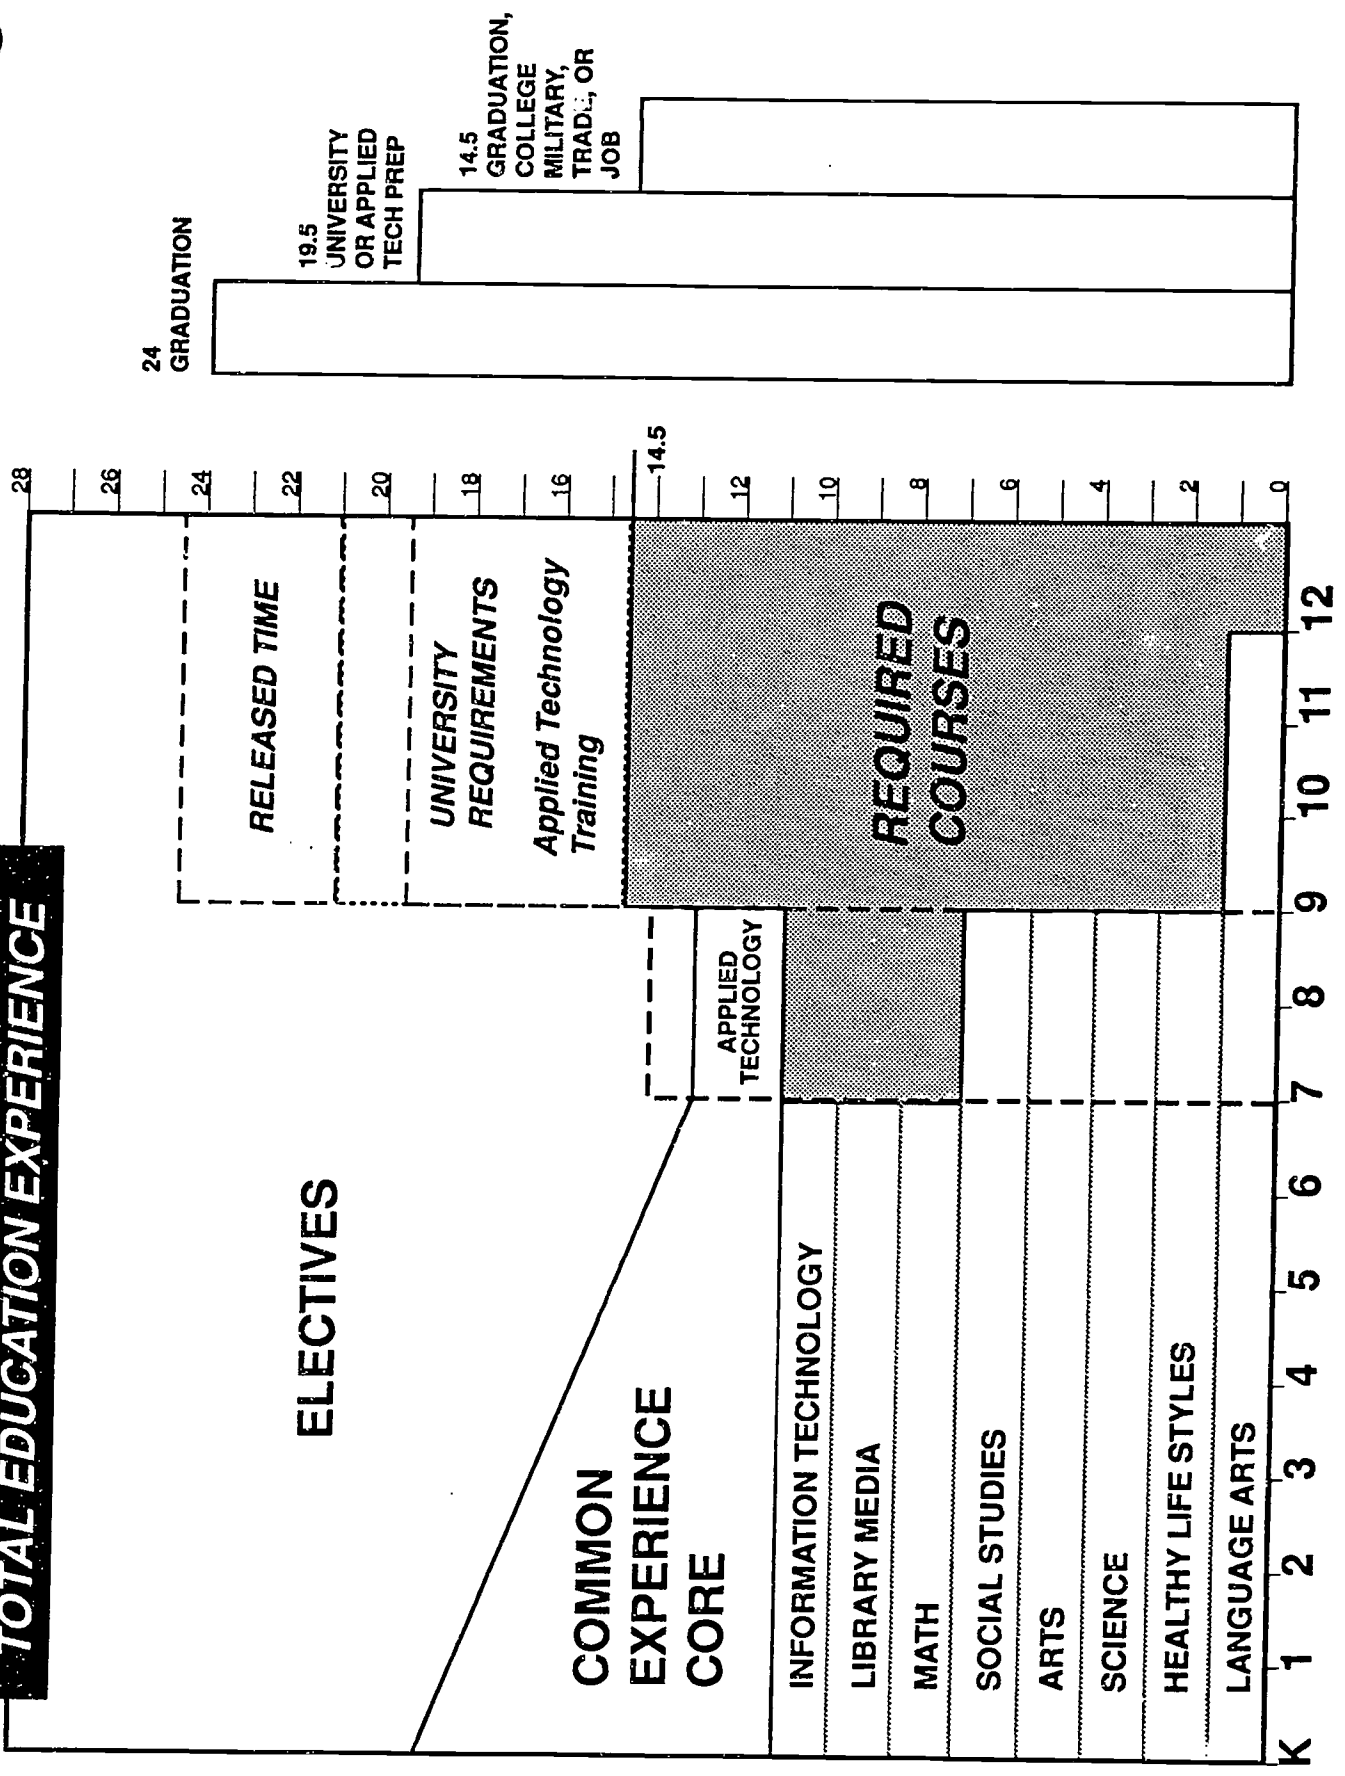 TOTAL EDUCATION EXPERIENCE
ELECTIVES
COMMON
EXPERIENCE
CORE
INFORMATION TECHNOLOGY
LIBRARY MEDIA
MATH
SOCIAL STUDIES
ARTS
SCIENCE
HEALTHY LIFE STYLES
LANGUAGE ARTS
APPLIED
TECHNOLOGY
RELEASED TIME
UNIVERSITY
REQUIREMENTS
Applied Technology
Training
REQUIRED
COURSES
K
1
2
3
4
5
6
7
8
9
10
11
12
28
26
24
22
20
18
16
14.5
12
10
8
6
4
2
0
24
GRADUATION
19.5
UNIVERSITY
OR APPLIED
TECH PREP
14.5
GRADUATION,
COLLEGE
MILITARY,
TRADE, OR
JOB